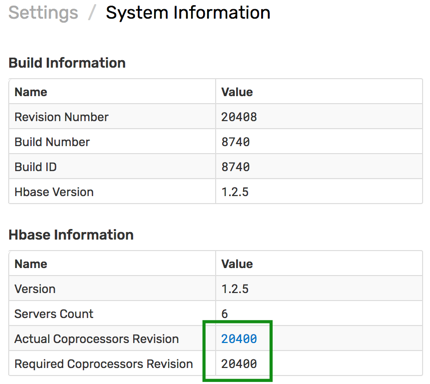 Settings / System Information
Build Information
Name Value
Revision Number 20408
Build Number 8740
Build ID 8740
Hbase Version 1.2.5
Hbase Information
Name Value
Version 1.2.5
Servers Count 6
Actual Coprocessors Revision 20400
Required Coprocessors Revision 20400